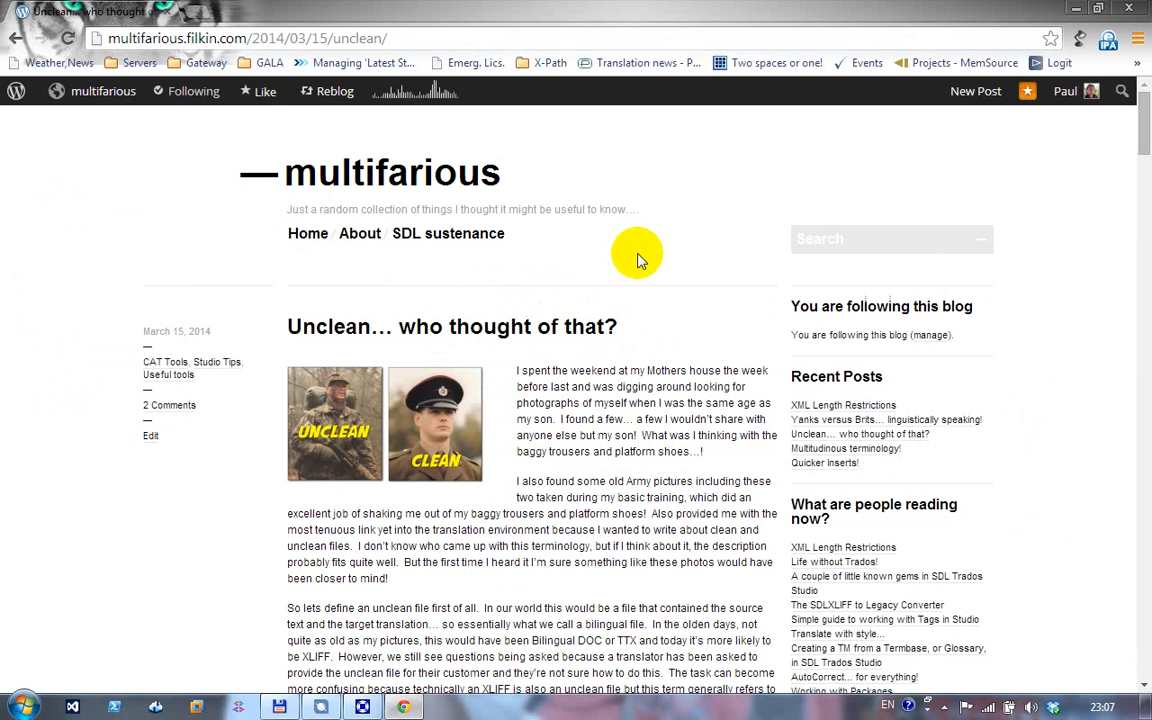 Unclean... who thought of
multifarious.filkin.com/2014/03/15/unclean/
Weather,News Servers Gateway GALA Managing 'Latest St... Emerg. Lics. X-Path Translation news - P... Two spaces or one! Events Projects - MemSource Logit »
multifarious Following Like Reblog New Post Paul
— multifarious
Just a random collection of things I thought it might be useful to know....
Home / About / SDL sustenance
Search
You are following this blog
You are following this blog (manage).
Unclean… who thought of that?
March 15, 2014
—
CAT Tools, Studio Tips,
Useful tools
—
2 Comments
—
Edit
UNCLEAN
CLEAN
I spent the weekend at my Mothers house the week
before last and was digging around looking for
photographs of myself when I was the same age as
my son.  I found a few… a few I wouldn't share with
anyone else but my son!  What was I thinking with the
baggy trousers and platform shoes…!
I also found some old Army pictures including these
two taken during my basic training, which did an
excellent job of shaking me out of my baggy trousers and platform shoes!  Also provided me with the
most tenuous link yet into the translation environment because I wanted to write about clean and
unclean files.  I don't know who came up with this terminology, but if I think about it, the description
probably fits quite well.  But the first time I heard it I'm sure something like these photos would have
been closer to mind!
So lets define an unclean file first of all.  In our world this would be a file that contained the source
text and the target translation… so essentially what we call a bilingual file.  In the olden days, not
quite as old as my pictures, this would have been Bilingual DOC or TTX and today it's more likely to
be XLIFF.  However, we still see questions being asked because a translator has been asked to
provide the unclean file for their customer and they're not sure how to do this.  The task can become
more confusing because technically an XLIFF is also an unclean file but this term generally refers to
Recent Posts
XML Length Restrictions
Yanks versus Brits… linguistically speaking!
Unclean… who thought of that?
Multitudinous terminology!
Quicker Inserts!
What are people reading
now?
XML Length Restrictions
Life without Trados!
A couple of little known gems in SDL Trados
Studio
The SDLXLIFF to Legacy Converter
Simple guide to working with Tags in Studio
Translate with style…
Creating a TM from a Termbase, or Glossary,
in SDL Trados Studio
AutoCorrect… for everything!
Working with Packages
EN 23:07